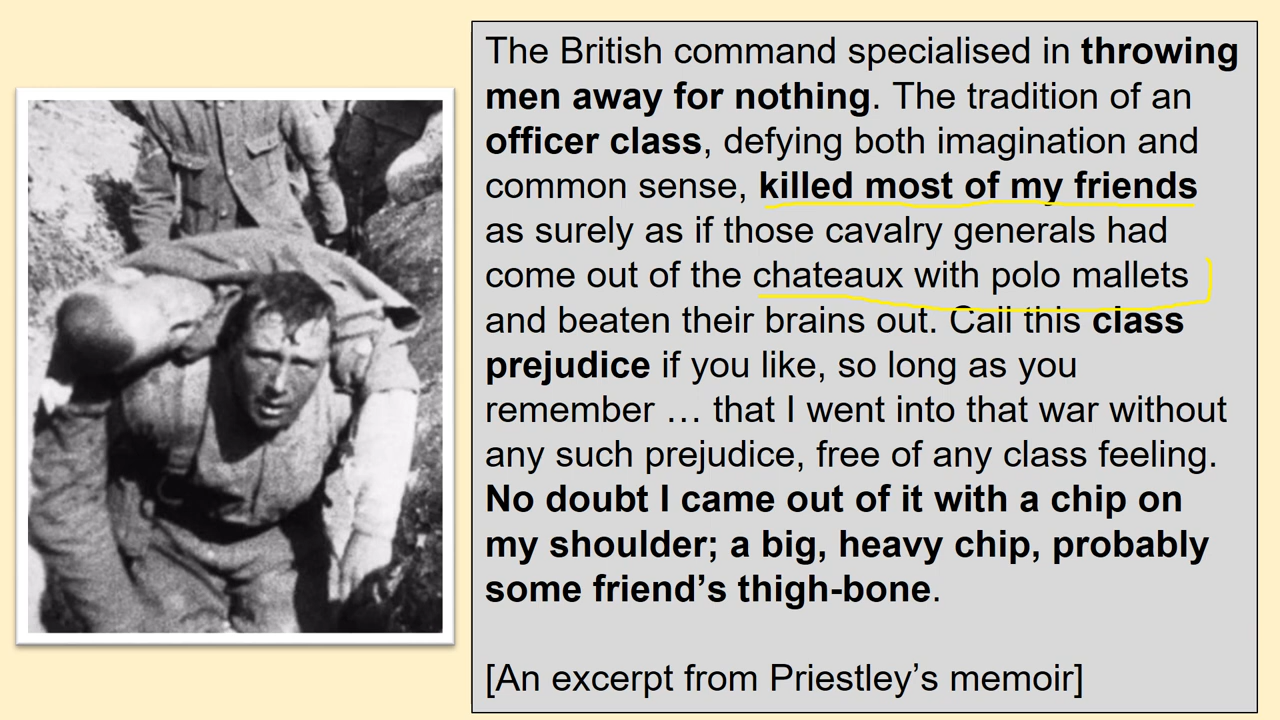 The British command specialised in throwing
men away for nothing. The tradition of an
officer class, defying both imagination and
common sense, killed most of my friends
as surely as if those cavalry generals had
come out of the chateaux with polo mallets
and beaten their brains out. Call this class
prejudice if you like, so long as you
remember … that I went into that war without
any such prejudice, free of any class feeling.
No doubt I came out of it with a chip on
my shoulder; a big, heavy chip, probably
some friend’s thigh-bone.
[An excerpt from Priestley’s memoir]